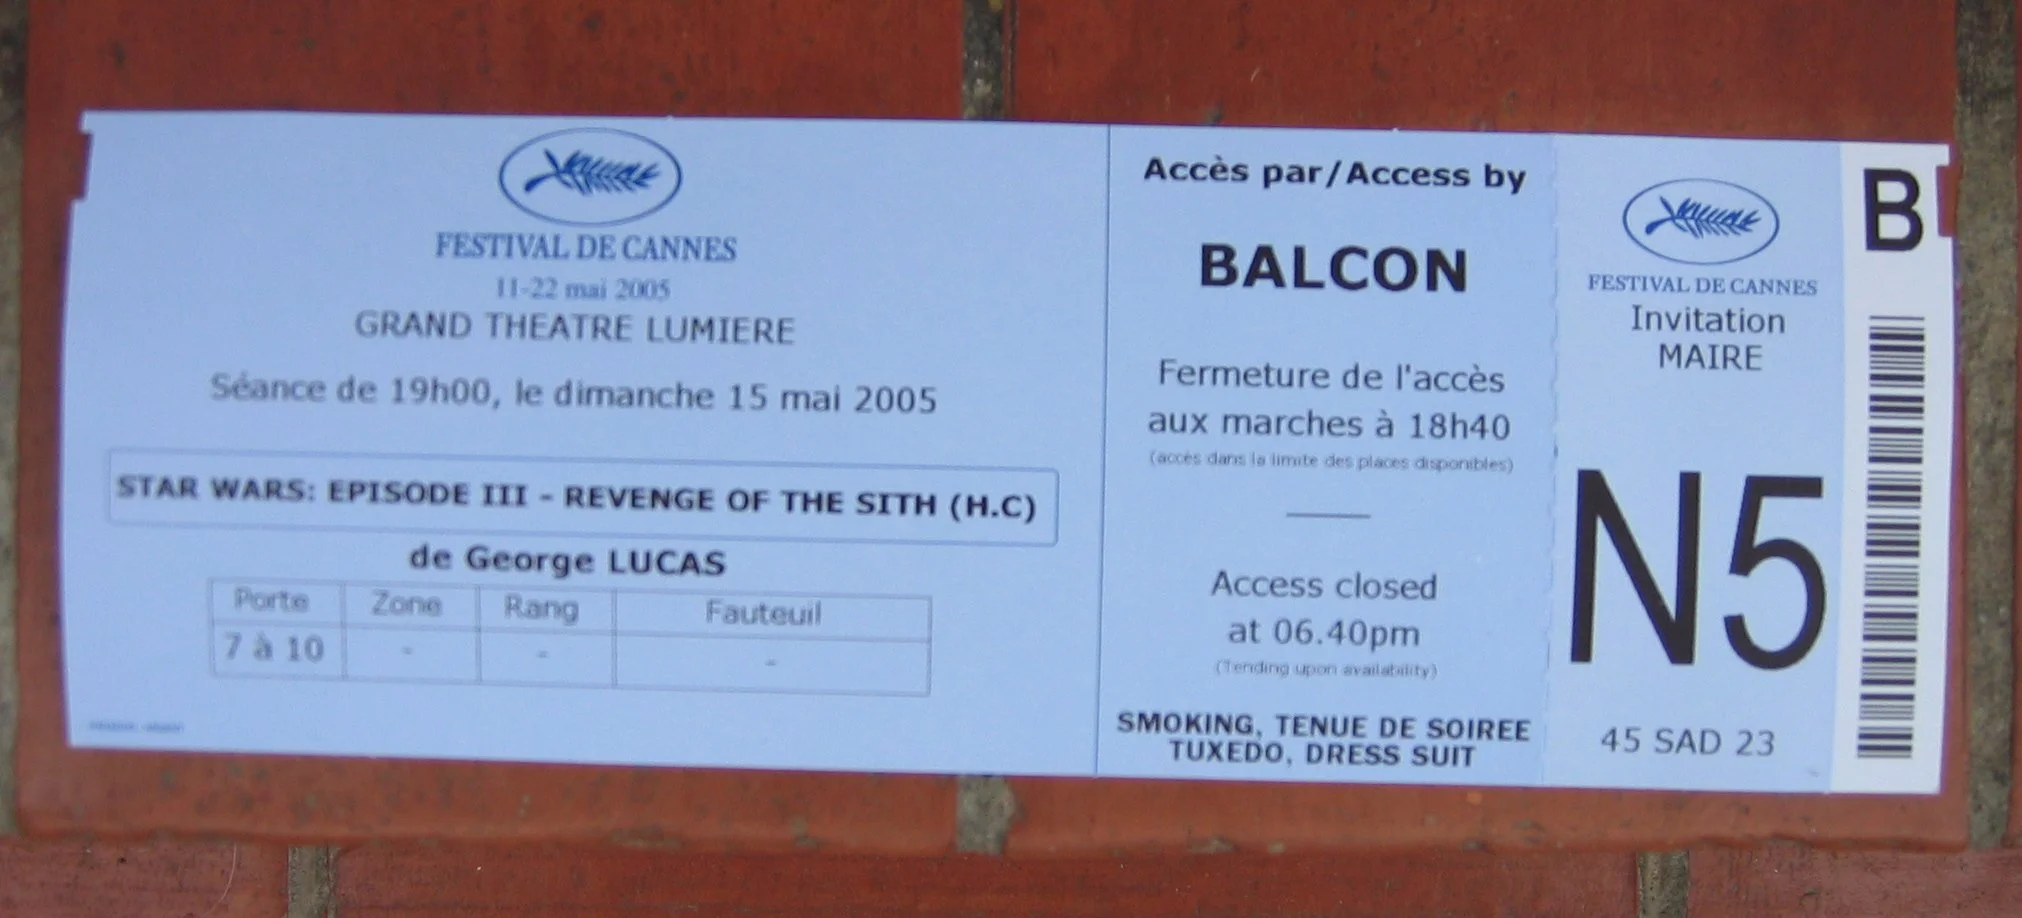 FESTIVAL DE CANNES
11-22 mai 2005
GRAND THEATRE LUMIERE
Séance de 19h00, le dimanche 15 mai 2005
STAR WARS: EPISODE III - REVENGE OF THE SITH (H.C)
de George LUCAS
Porte Zone Rang Fauteuil
7 à 10 - - -
Accès par/Access by
BALCON
Fermeture de l'accès
aux marches à 18h40
(accès dans la limite des places disponibles)
Access closed
at 06.40pm
(Tending upon availability)
SMOKING, TENUE DE SOIREE
TUXEDO, DRESS SUIT
FESTIVAL DE CANNES
Invitation
MAIRE
N5
45 SAD 23
B